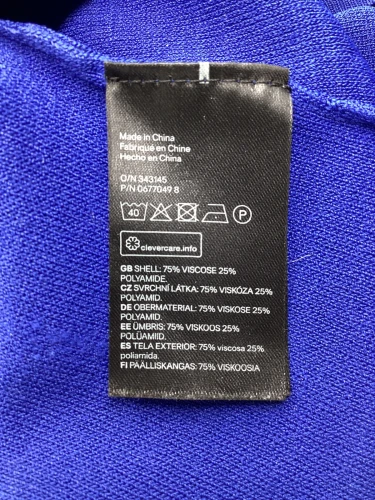 Made in China
Fabriqué en Chine
Hecho en China
O/N 343145
P/N 0677049 8
40 P
clevercare.info
GB SHELL: 75% VISCOSE 25%
POLYAMIDE.
CZ SVRCHNÍ LÁTKA: 75% VISKÓZA 25%
POLYAMID.
DE OBERMATERIAL: 75% VISKOSE 25%
POLYAMID.
EE ÜMBRIS: 75% VISKOOS 25%
POLÜAMIID.
ES TELA EXTERIOR: 75% viscosa 25%
poliamida.
FI PÄÄLLISKANGAS: 75% VISKOOSIA